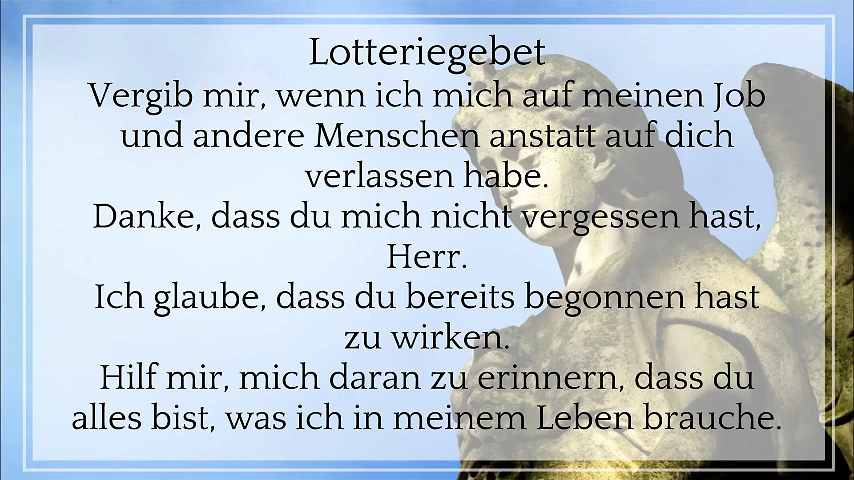 Lotteriegebet
Vergib mir, wenn ich mich auf meinen Job
und andere Menschen anstatt auf dich
verlassen habe.
Danke, dass du mich nicht vergessen hast,
Herr.
Ich glaube, dass du bereits begonnen hast
zu wirken.
Hilf mir, mich daran zu erinnern, dass du
alles bist, was ich in meinem Leben brauche.